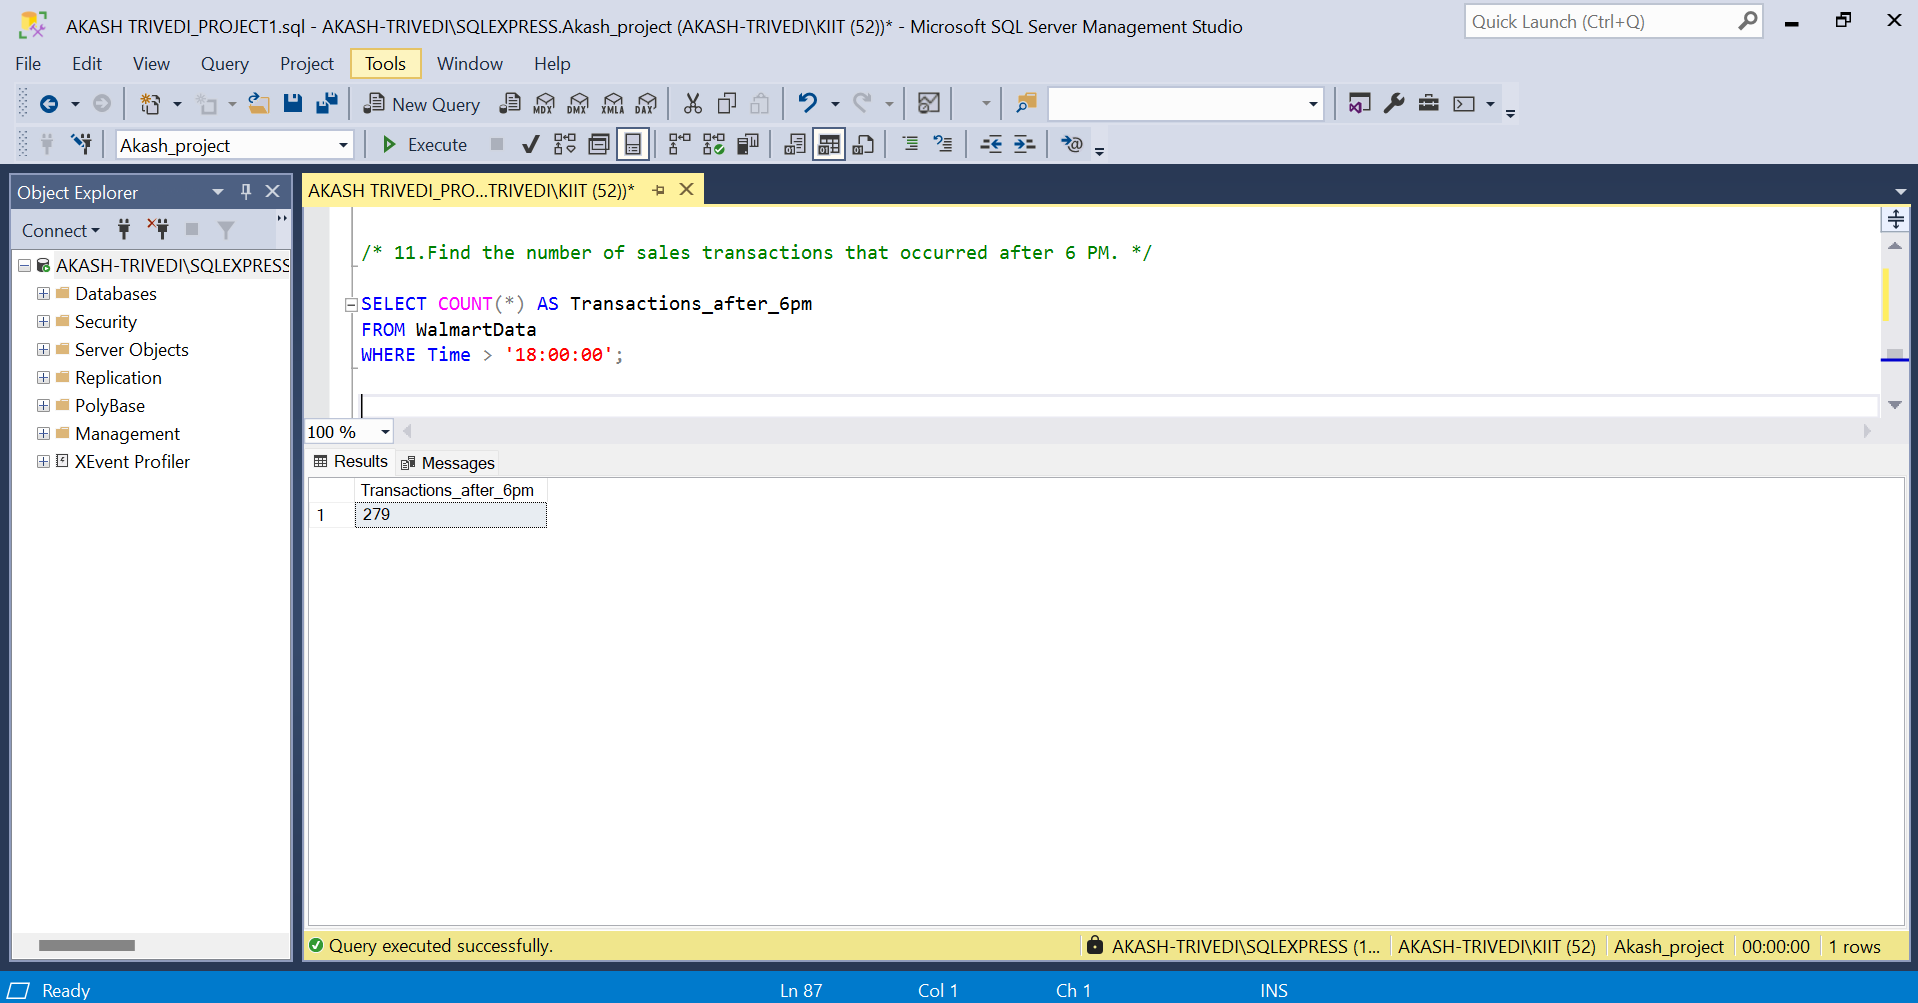 AKASH TRIVEDI_PROJECT1.sql - AKASH-TRIVEDI\SQLEXPRESS.Akash_project (AKASH-TRIVEDI\KIIT (52))* - Microsoft SQL Server Management Studio
Quick Launch (Ctrl+Q)
File Edit View Query Project Tools Window Help
New Query MDX DMX XMLA DAX
Akash_project Execute
Object Explorer
Connect
AKASH-TRIVEDI\SQLEXPRESS
Databases
Security
Server Objects
Replication
PolyBase
Management
XEvent Profiler
AKASH TRIVEDI_PRO...TRIVEDI\KIIT (52))*
/* 11.Find the number of sales transactions that occurred after 6 PM. */
SELECT COUNT(*) AS Transactions_after_6pm
FROM WalmartData
WHERE Time > '18:00:00';
100 %
Results Messages
Transactions_after_6pm
1 279
Query executed successfully.
AKASH-TRIVEDI\SQLEXPRESS (1... AKASH-TRIVEDI\KIIT (52) Akash_project 00:00:00 1 rows
Ready Ln 87 Col 1 Ch 1 INS